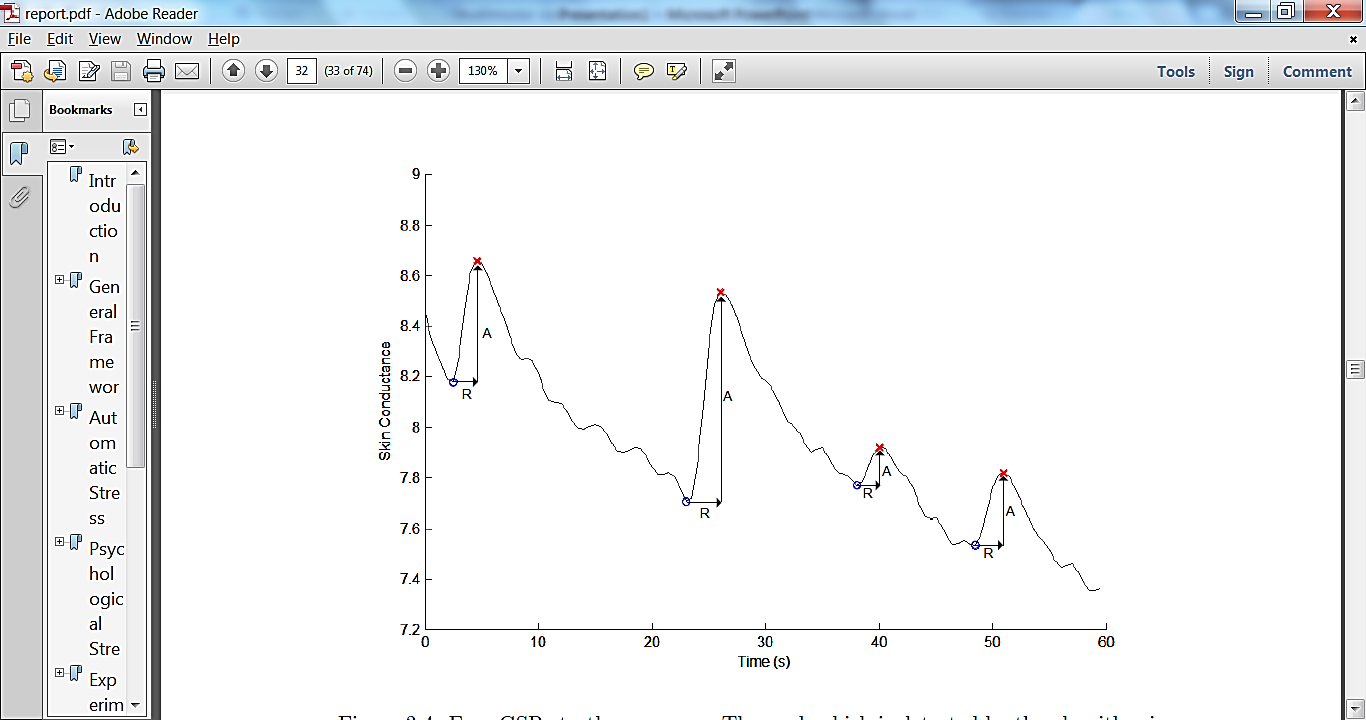 report.pdf - Adobe Reader
File Edit View Window Help
32 (33 of 74) 130% Tools Sign Comment
Bookmarks
Intr
odu
ctio
n
Gen
eral
Fra
me
wor
Aut
om
atic
Stre
ss
Psyc
hol
ogic
al
Stre
Exp
erim
9
8.8
8.6
8.4
8.2
8
7.8
7.6
7.4
7.2
Skin Conductance
A
R
A
R
A
R
A
R
0 10 20 30 40 50 60
Time (s)